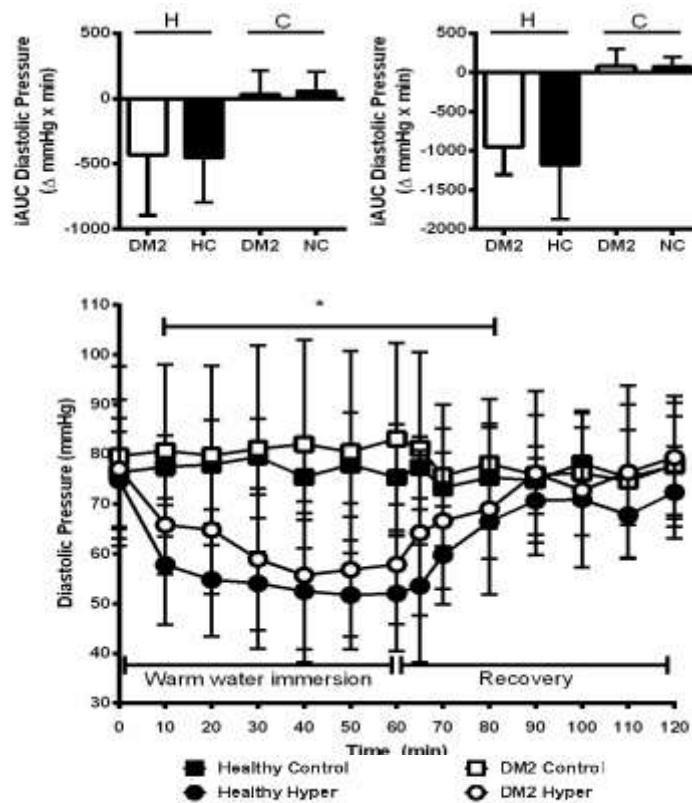 H C
500
0
-500
-1000
iAUC Diastolic Pressure
(Δ mmHg x min)
DM2 HC DM2 NC
H C
500
0
-500
-1000
-1500
-2000
iAUC Diastolic Pressure
(Δ mmHg x min)
DM2 HC DM2 NC
110
100
90
80
70
60
50
40
30
Diastolic Pressure (mmHg)
*
Warm water immersion Recovery
0 10 20 30 40 50 60 70 80 90 100 110 120
Time (min)
Healthy Control DM2 Control
Healthy Hyper DM2 Hyper